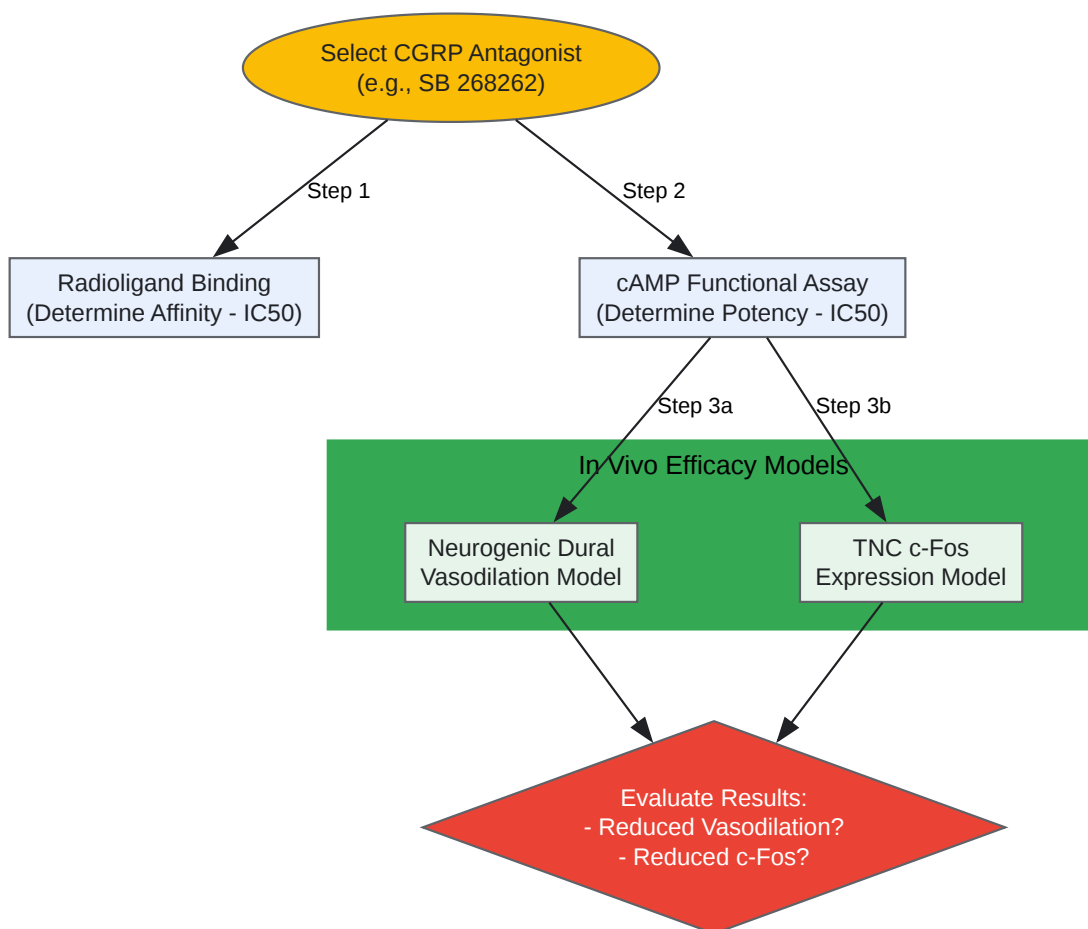 Select CGRP Antagonist
(e.g., SB 268262)
Step 1
Step 2
Radioligand Binding
(Determine Affinity - IC50)
cAMP Functional Assay
(Determine Potency - IC50)
Step 3a
Step 3b
In Vivo Efficacy Models
Neurogenic Dural
Vasodilation Model
TNC c-Fos
Expression Model
Evaluate Results:
- Reduced Vasodilation?
- Reduced c-Fos?